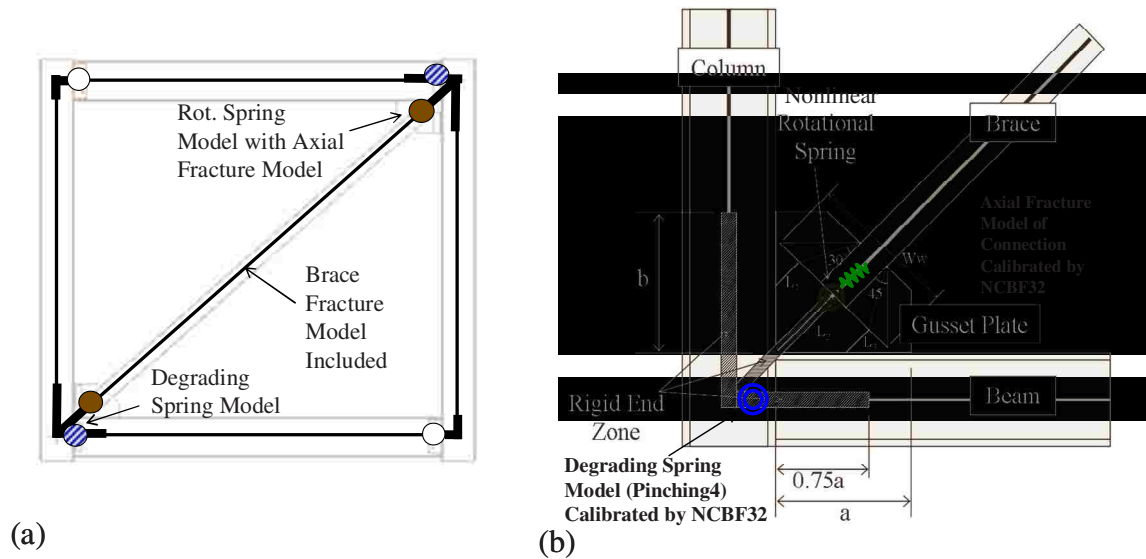 Rot. Spring
Model with Axial
Fracture Model
Brace
Fracture
Model
Included
Degrading
Spring Model
(a)
Column
Nonlinear
Rotational
Spring
Brace
Axial Fracture
Model of
Connection
Calibrated by
NCBF32
30
Ww
b
45
Gusset Plate
Rigid End
Zone
Beam
Degrading Spring
Model (Pinching4)
Calibrated by NCBF32
0.75a
a
(b)